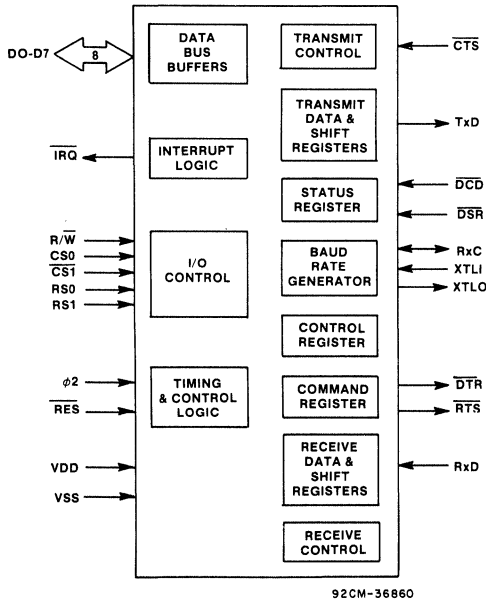 DO-D7
8
IRQ
R/W
CS0
CS1
RS0
RS1
ϕ2
RES
VDD
VSS
DATA
BUS
BUFFERS
INTERRUPT
LOGIC
I/O
CONTROL
TIMING
& CONTROL
LOGIC
TRANSMIT
CONTROL
TRANSMIT
DATA &
SHIFT
REGISTERS
STATUS
REGISTER
BAUD
RATE
GENERATOR
CONTROL
REGISTER
COMMAND
REGISTER
RECEIVE
DATA &
SHIFT
REGISTERS
RECEIVE
CONTROL
CTS
TxD
DCD
DSR
RxC
XTLI
XTLO
DTR
RTS
RxD
92CM-36860